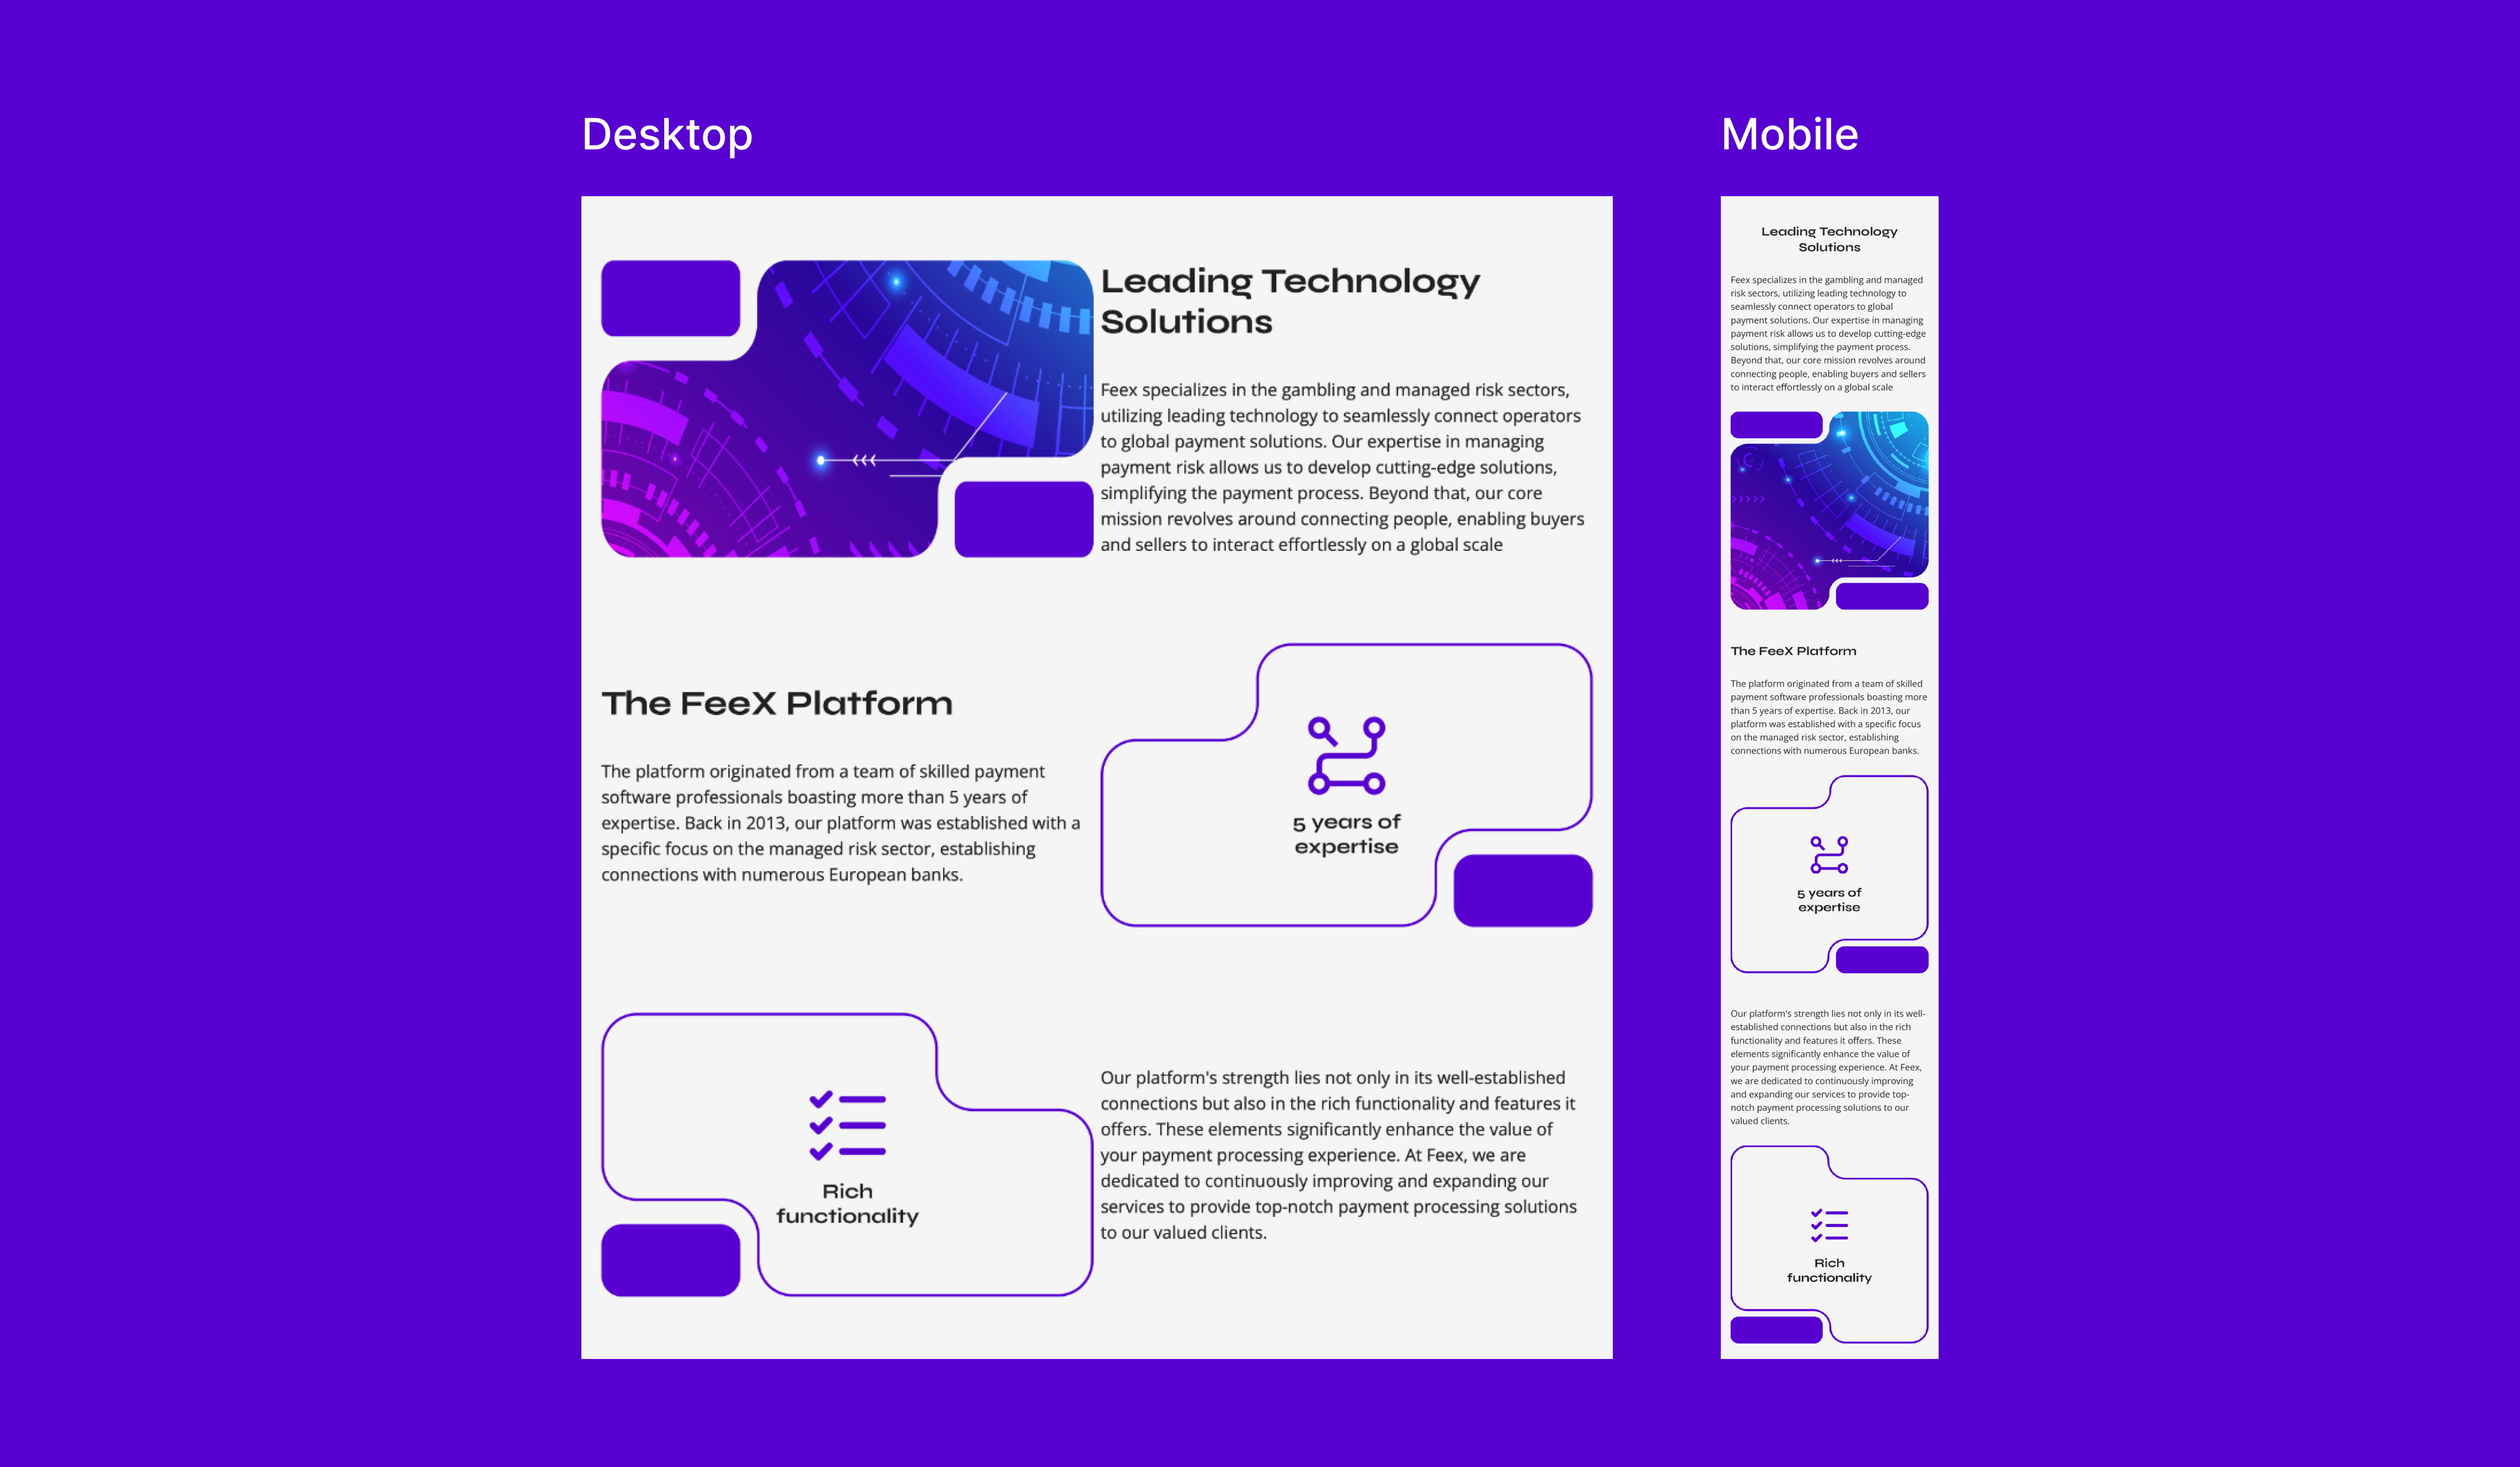 Desktop
Leading Technology
Solutions
Feex specializes in the gambling and managed risk sectors,
utilizing leading technology to seamlessly connect operators
to global payment solutions. Our expertise in managing
payment risk allows us to develop cutting-edge solutions,
simplifying the payment process. Beyond that, our core
mission revolves around connecting people, enabling buyers
and sellers to interact effortlessly on a global scale
The FeeX Platform
The platform originated from a team of skilled payment
software professionals boasting more than 5 years of
expertise. Back in 2013, our platform was established with a
specific focus on the managed risk sector, establishing
connections with numerous European banks.
5 years of
expertise
Rich
functionality
Our platform's strength lies not only in its well-established
connections but also in the rich functionality and features it
offers. These elements significantly enhance the value of
your payment processing experience. At Feex, we are
dedicated to continuously improving and expanding our
services to provide top-notch payment processing solutions
to our valued clients.
Mobile
Leading Technology
Solutions
Feex specializes in the gambling and managed
risk sectors, utilizing leading technology to
seamlessly connect operators to global
payment solutions. Our expertise in managing
payment risk allows us to develop cutting-edge
solutions, simplifying the payment process.
Beyond that, our core mission revolves around
connecting people, enabling buyers and sellers
to interact effortlessly on a global scale
The FeeX Platform
The platform originated from a team of skilled
payment software professionals boasting more
than 5 years of expertise. Back in 2013, our
platform was established with a specific focus
on the managed risk sector, establishing
connections with numerous European banks.
5 years of
expertise
Our platform's strength lies not only in its well-
established connections but also in the rich
functionality and features it offers. These
elements significantly enhance the value of
your payment processing experience. At Feex,
we are dedicated to continuously improving
and expanding our services to provide top-
notch payment processing solutions to our
valued clients.
Rich
functionality